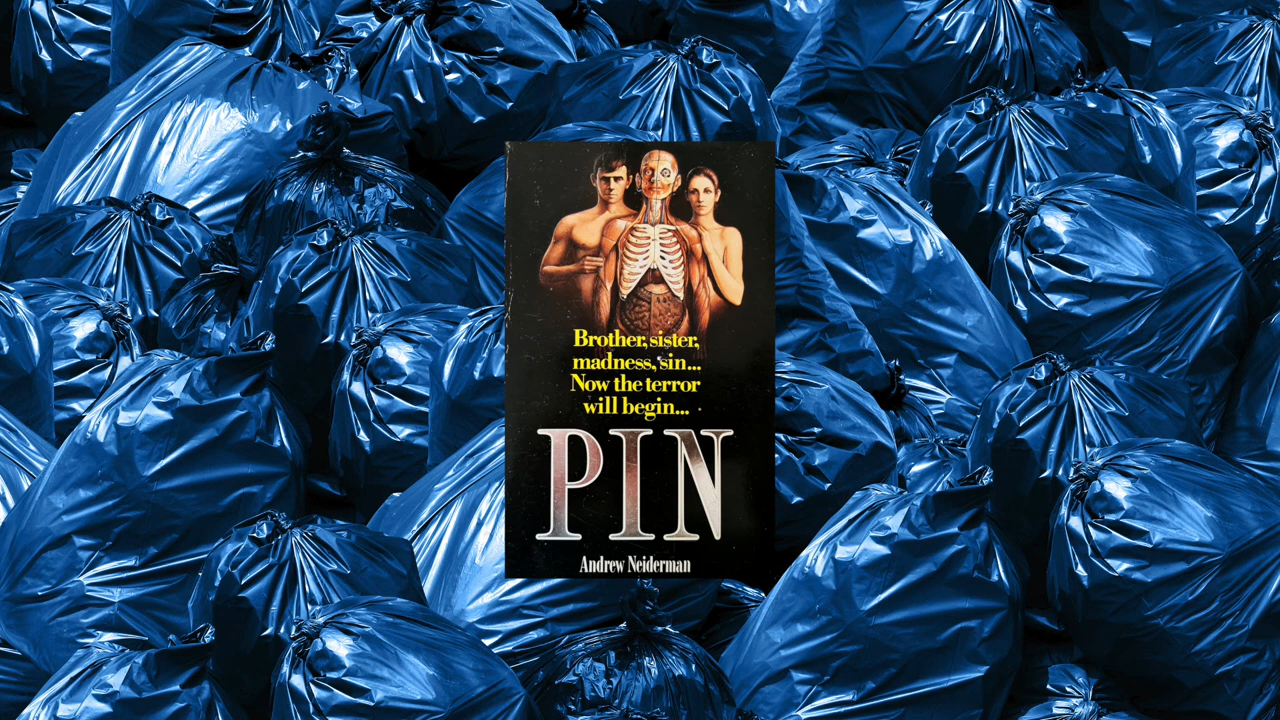 Brother, sister,
madness, sin...
Now the terror
will begin...
PIN
Andrew Neiderman